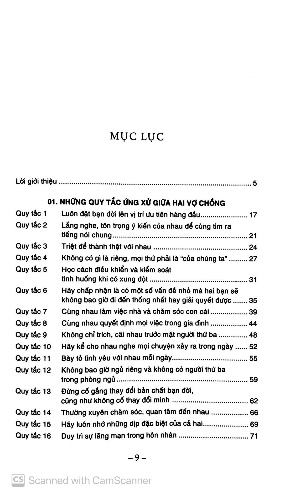 MỤC LỤC
Lời giới thiệu ........ 5
01. NHỮNG QUY TẮC ỨNG XỬ GIỮA HAI VỢ CHỒNG
Quy tắc 1 Luôn đặt bạn đời lên vị trí ưu tiên hàng đầu ........ 17
Quy tắc 2 Lắng nghe, tôn trọng ý kiến của nhau để cùng tìm ra
tiếng nói chung ........ 21
Quy tắc 3 Triệt để thành thật với nhau ........ 24
Quy tắc 4 Không có gì là riêng, mọi thứ phải là "của chúng ta" ........ 27
Quy tắc 5 Học cách điều khiển và kiểm soát
tình huống khi có xung đột ........ 31
Quy tắc 6 Hãy chấp nhận là có một số vấn đề nhỏ mà hai bạn sẽ
không bao giờ đi đến thống nhất hay giải quyết được ........ 35
Quy tắc 7 Cùng nhau làm việc nhà và chăm sóc con cái ........ 39
Quy tắc 8 Cùng nhau quyết định mọi việc trong gia đình ........ 44
Quy tắc 9 Không chỉ trích, cãi nhau trước mặt người thứ ba ........ 48
Quy tắc 10 Hãy kể cho nhau nghe mọi chuyện xảy ra trong ngày ........ 52
Quy tắc 11 Bày tỏ tình yêu với nhau mỗi ngày ........ 55
Quy tắc 12 Không bao giờ ngủ riêng và không có người thứ ba
trong phòng ngủ ........ 59
Quy tắc 13 Đừng cố gắng thay đổi bản chất bạn đời,
cũng như không cố thay đổi mình ........ 62
Quy tắc 14 Thường xuyên chăm sóc, quan tâm đến nhau ........ 66
Quy tắc 15 Hãy luôn nhớ những dịp đặc biệt của cả hai ........ 69
Quy tắc 16 Duy trì sự lãng mạn trong hôn nhân ........ 71
– 9 –
CS Scanned with CamScanner